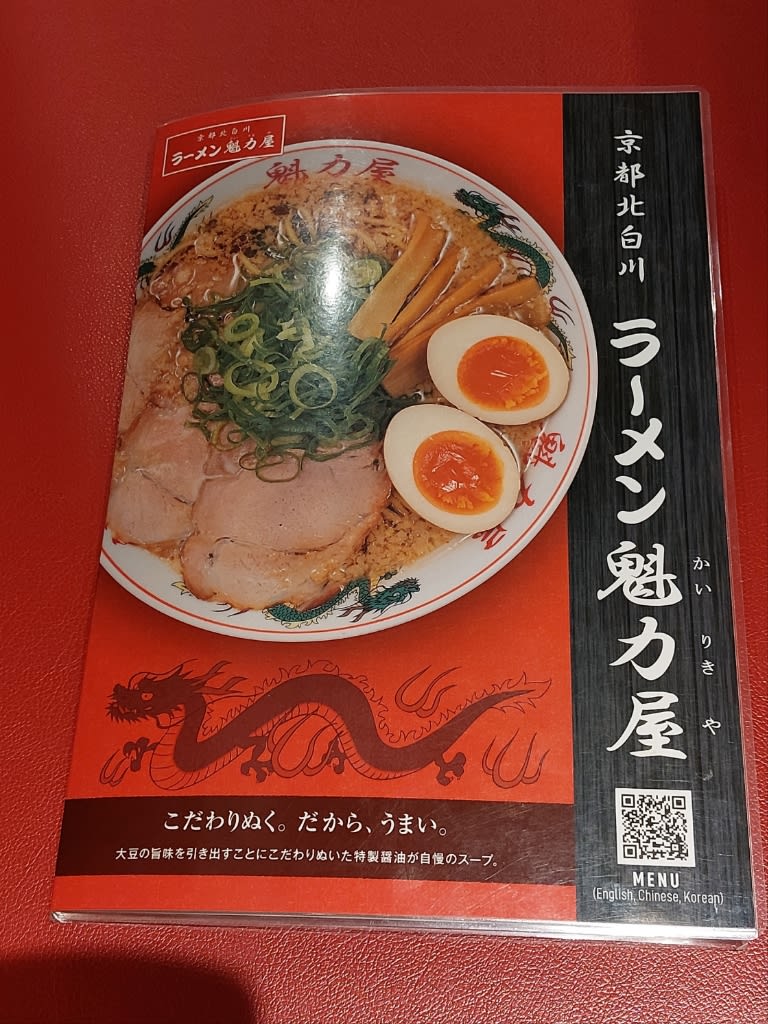 京都北白川
ラーメン 魁力屋
魁力屋
京都北白川
ラーメン魁力屋
かいりきや
こだわりぬく。だから、うまい。
大豆の旨味を引き出すことにこだわりぬいた特製醤油が自慢のスープ。
MENU
(English, Chinese, Korean)